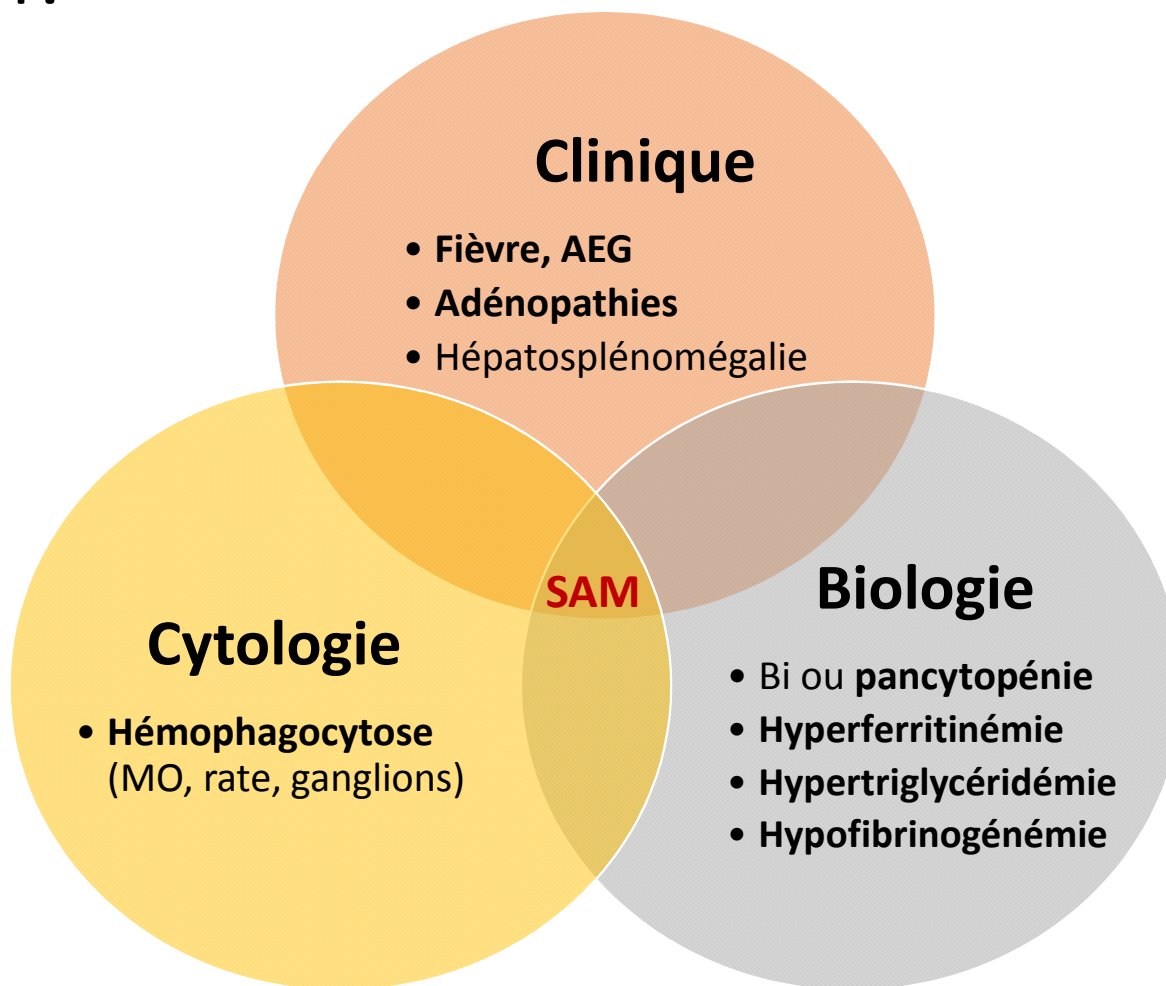 Clinique
• Fièvre, AEG
• Adénopathies
• Hépatosplénomégalie
SAM
Biologie
• Bi ou pancytopénie
• Hyperferritinémie
• Hypertriglycéridémie
• Hypofibrinogénémie
Cytologie
• Hémophagocytose
(MO, rate, ganglions)